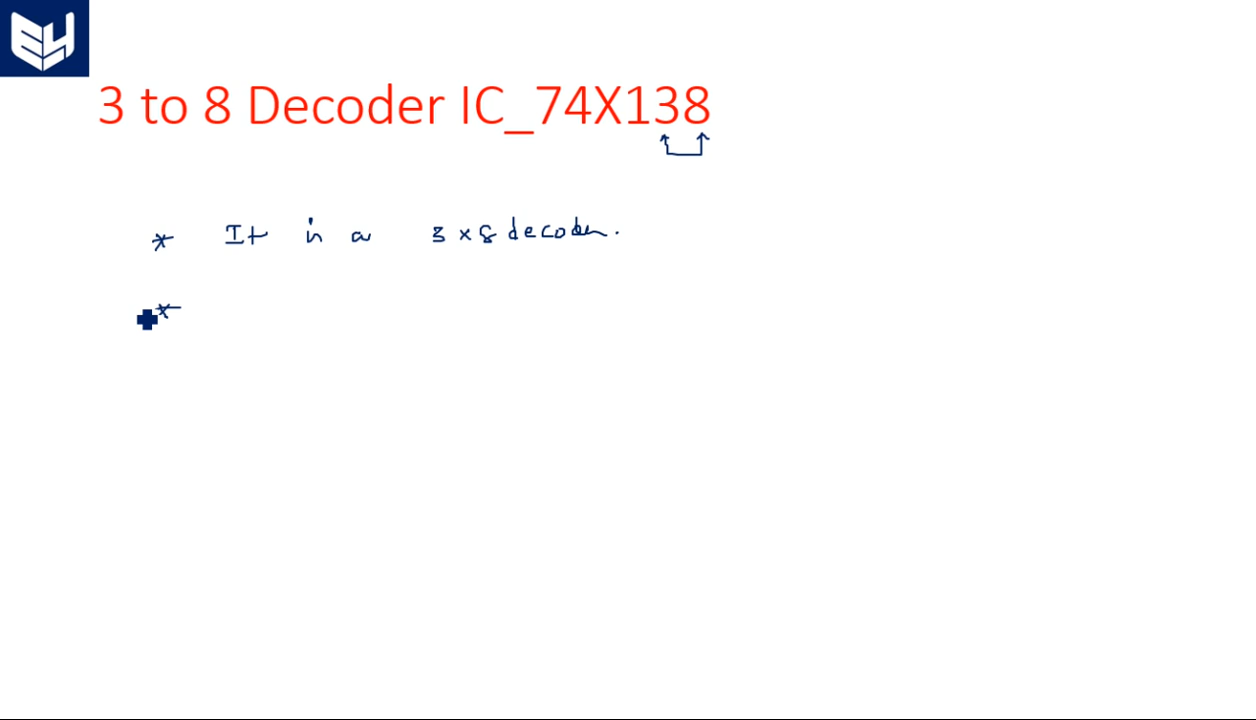 3 to 8 Decoder IC_74X138
* It is a 3 x 8 decoder.
*